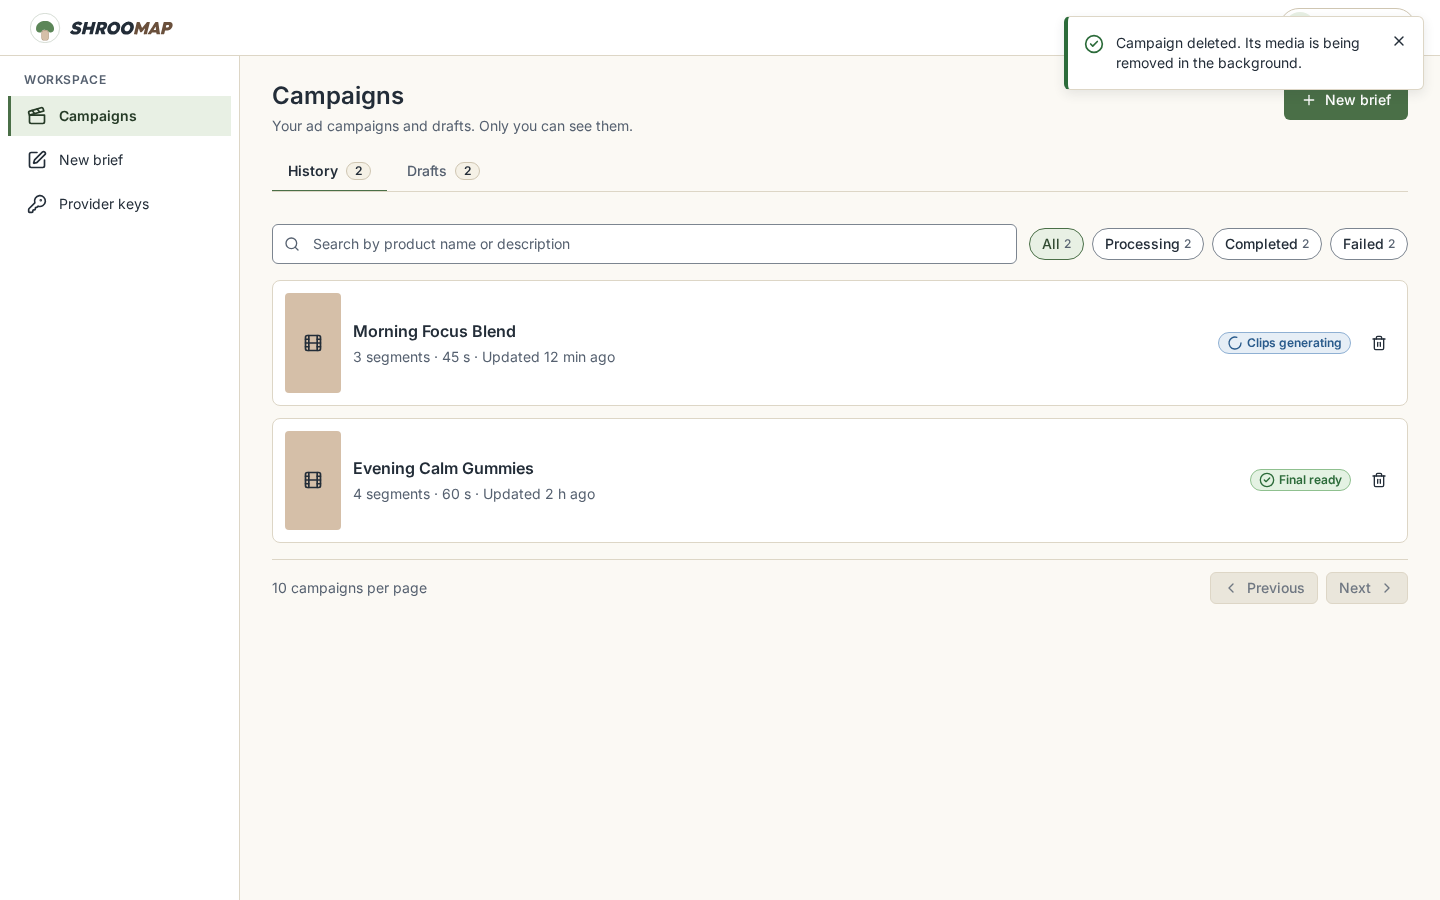 SHROOMAP
Campaign deleted. Its media is being
removed in the background.
WORKSPACE
Campaigns
New brief
Provider keys
Campaigns
Your ad campaigns and drafts. Only you can see them.
New brief
History 2
Drafts 2
Search by product name or description
All 2
Processing 2
Completed 2
Failed 2
Morning Focus Blend
3 segments · 45 s · Updated 12 min ago
Clips generating
Evening Calm Gummies
4 segments · 60 s · Updated 2 h ago
Final ready
10 campaigns per page
Previous
Next